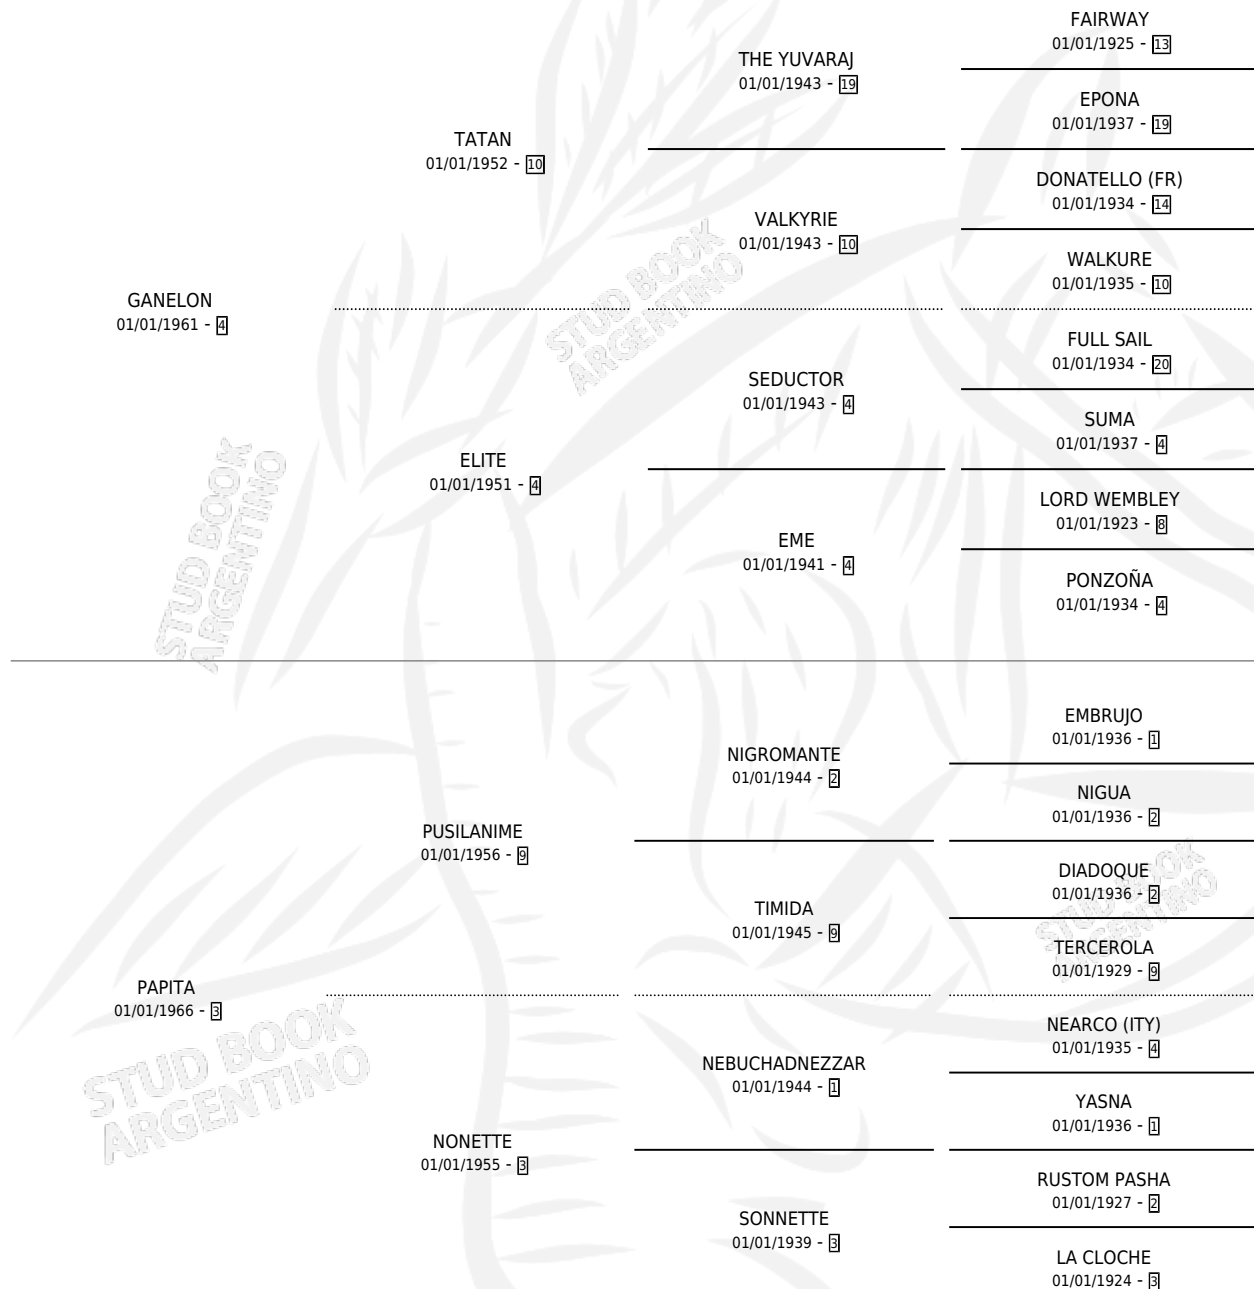 FAIRWAY
01/01/1925 - 13
THE YUVARAJ
01/01/1943 - 19
EPONA
01/01/1937 - 19
TATAN
01/01/1952 - 10
DONATELLO (FR)
01/01/1934 - 14
VALKYRIE
01/01/1943 - 10
WALKURE
01/01/1935 - 10
GANELON
01/01/1961 - 4
STUD BOOK
ARGENTINO
FULL SAIL
01/01/1934 - 20
SEDUCTOR
01/01/1943 - 4
SUMA
01/01/1937 - 4
ELITE
01/01/1951 - 4
LORD WEMBLEY
01/01/1923 - 8
EME
01/01/1941 - 4
PONZOÑA
01/01/1934 - 4
STUD BOOK
ARGENTINO
EMBRUJO
01/01/1936 - 1
NIGROMANTE
01/01/1944 - 2
NIGUA
01/01/1936 - 2
PUSILANIME
01/01/1956 - 9
DIADOQUE
01/01/1936 - 2
TIMIDA
01/01/1945 - 9
STUD BOOK
ARGENTINO
TERCEROLA
01/01/1929 - 9
PAPITA
01/01/1966 - 3
STUD BOOK
ARGENTINO
NEARCO (ITY)
01/01/1935 - 4
NEBUCHADNEZZAR
01/01/1944 - 1
YASNA
01/01/1936 - 1
NONETTE
01/01/1955 - 3
RUSTOM PASHA
01/01/1927 - 2
SONNETTE
01/01/1939 - 3
LA CLOCHE
01/01/1924 - 3